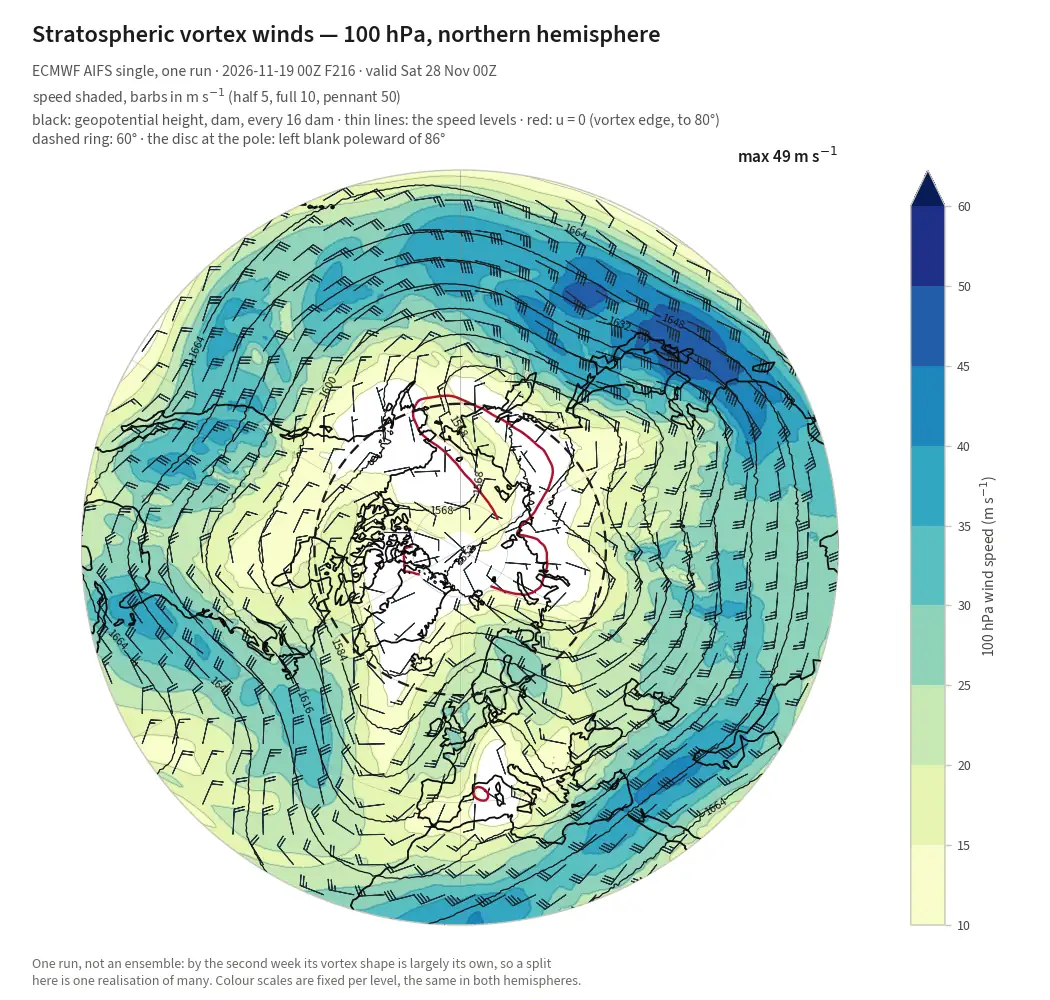 Stratospheric vortex winds — 100 hPa, northern hemisphere
ECMWF AIFS single, one run · 2026-11-19 00Z F216 · valid Sat 28 Nov 00Z
speed shaded, barbs in m s⁻¹ (half 5, full 10, pennant 50)
black: geopotential height, dam, every 16 dam · thin lines: the speed levels · red: u = 0 (vortex edge, to 80°)
dashed ring: 60° · the disc at the pole: left blank poleward of 86°
max 49 m s⁻¹
60
50
45
40
35
30
25
20
15
10
100 hPa wind speed (m s⁻¹)
1664
1648
1632
1664
1600
1568
1568
1584
1664
1616
1664
One run, not an ensemble: by the second week its vortex shape is largely its own, so a split
here is one realisation of many. Colour scales are fixed per level, the same in both hemispheres.